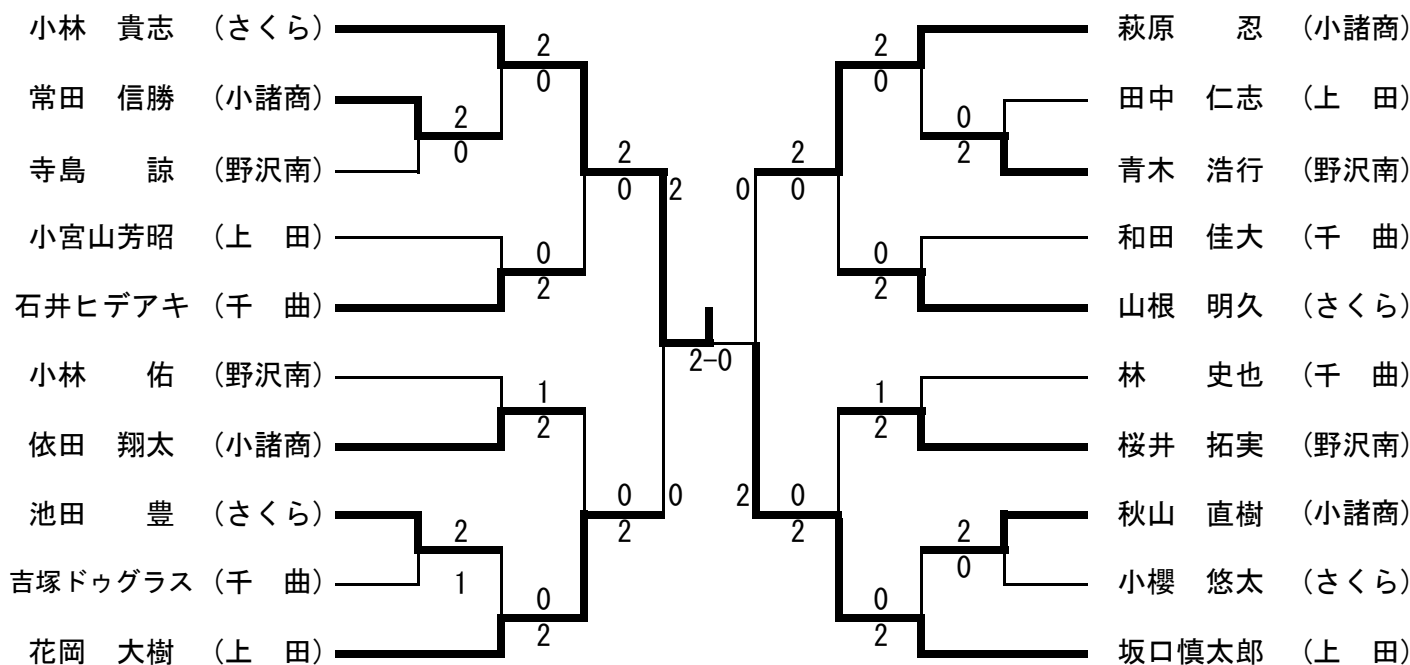 小林　貴志　（さくら）
常田　信勝　（小諸商）
寺島　　諒　（野沢南）
小宮山芳昭　（上　田）
石井ヒデアキ（千　曲）
小林　　佑　（野沢南）
依田　翔太　（小諸商）
池田　　豊　（さくら）
吉塚ドゥグラス（千　曲）
花岡　大樹　（上　田）
2
0
2
0
2
0
2
0
2
1
2
0
2
0
2
1
0
2
2-0
2
0
0
2
0
2
2
0
0
2
1
2
2
0
2
2
0
0
2
萩原　　忍　（小諸商）
田中　仁志　（上　田）
青木　浩行　（野沢南）
和田　佳大　（千　曲）
山根　明久　（さくら）
林　　史也　（千　曲）
桜井　拓実　（野沢南）
秋山　直樹　（小諸商）
小櫻　悠太　（さくら）
坂口慎太郎　（上　田）